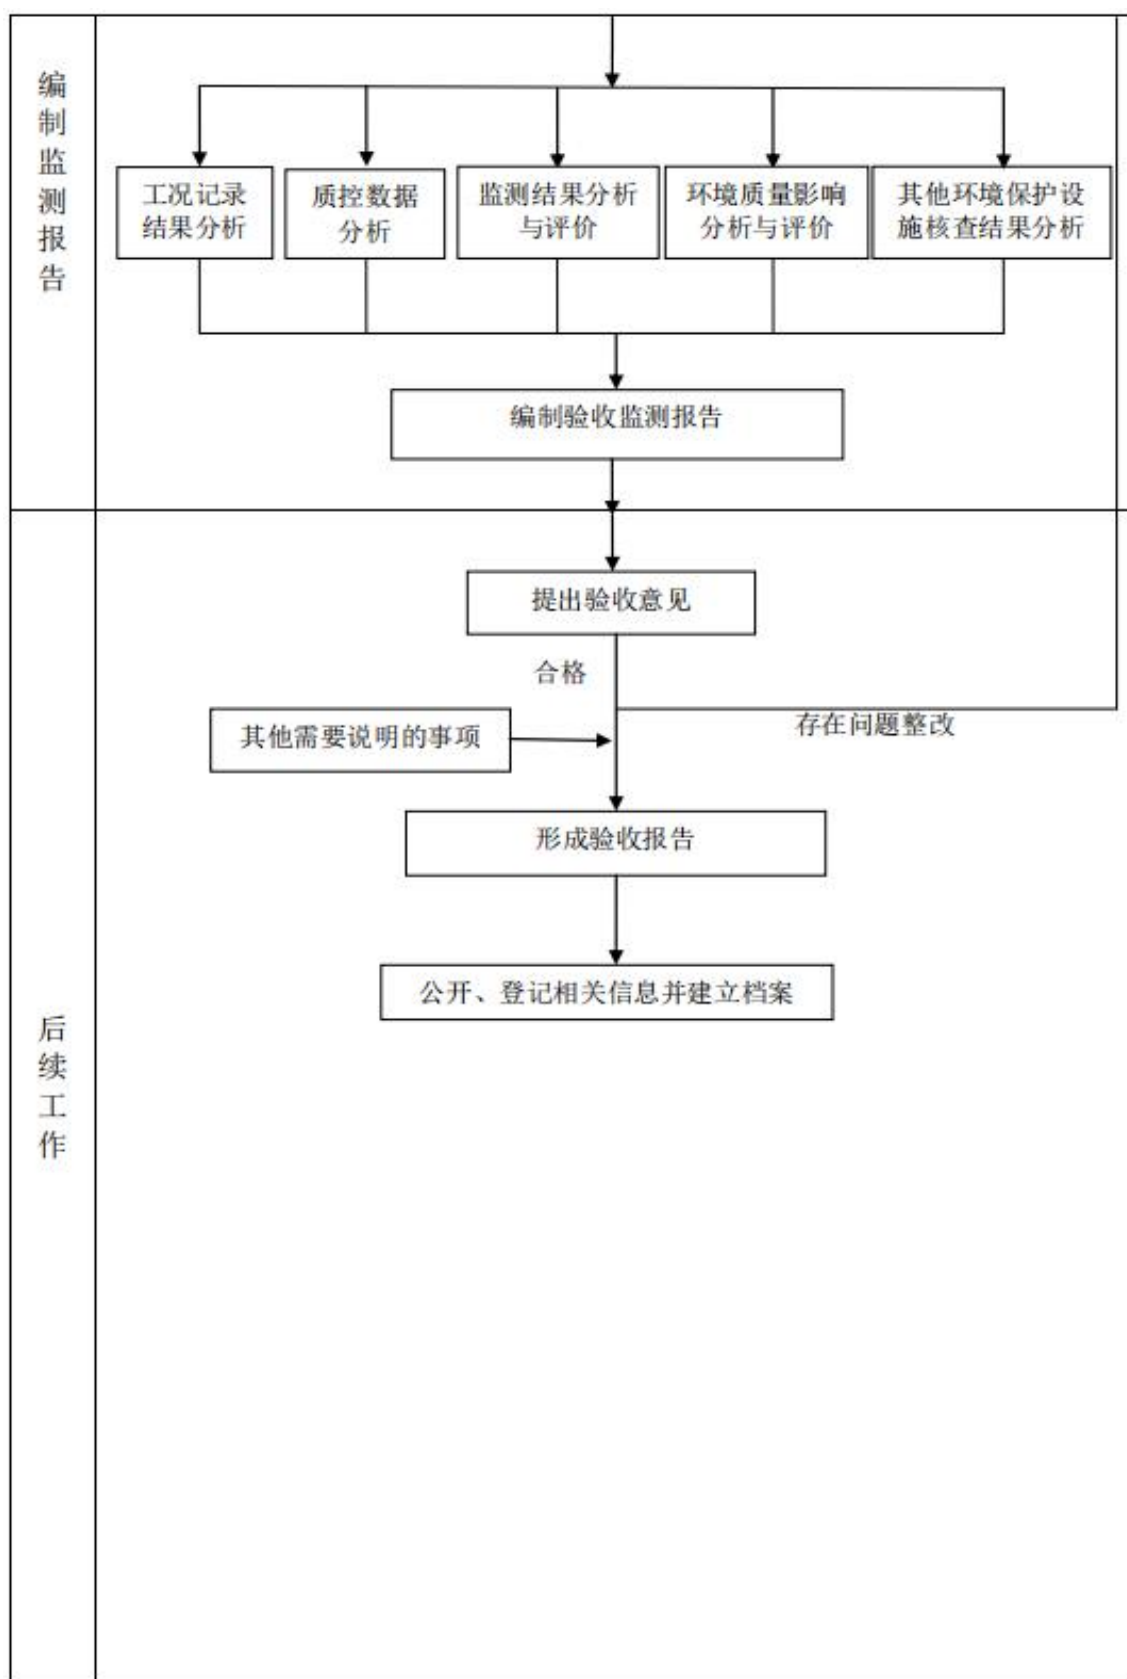 编
制
监
测
报
告
工况记录
结果分析
质控数据
分析
监测结果分析
与评价
环境质量影响
分析与评价
其他环境保护设
施核查结果分析
编制验收监测报告
提出验收意见
合格
存在问题整改
其他需要说明的事项
形成验收报告
公开、登记相关信息并建立档案
后
续
工
作